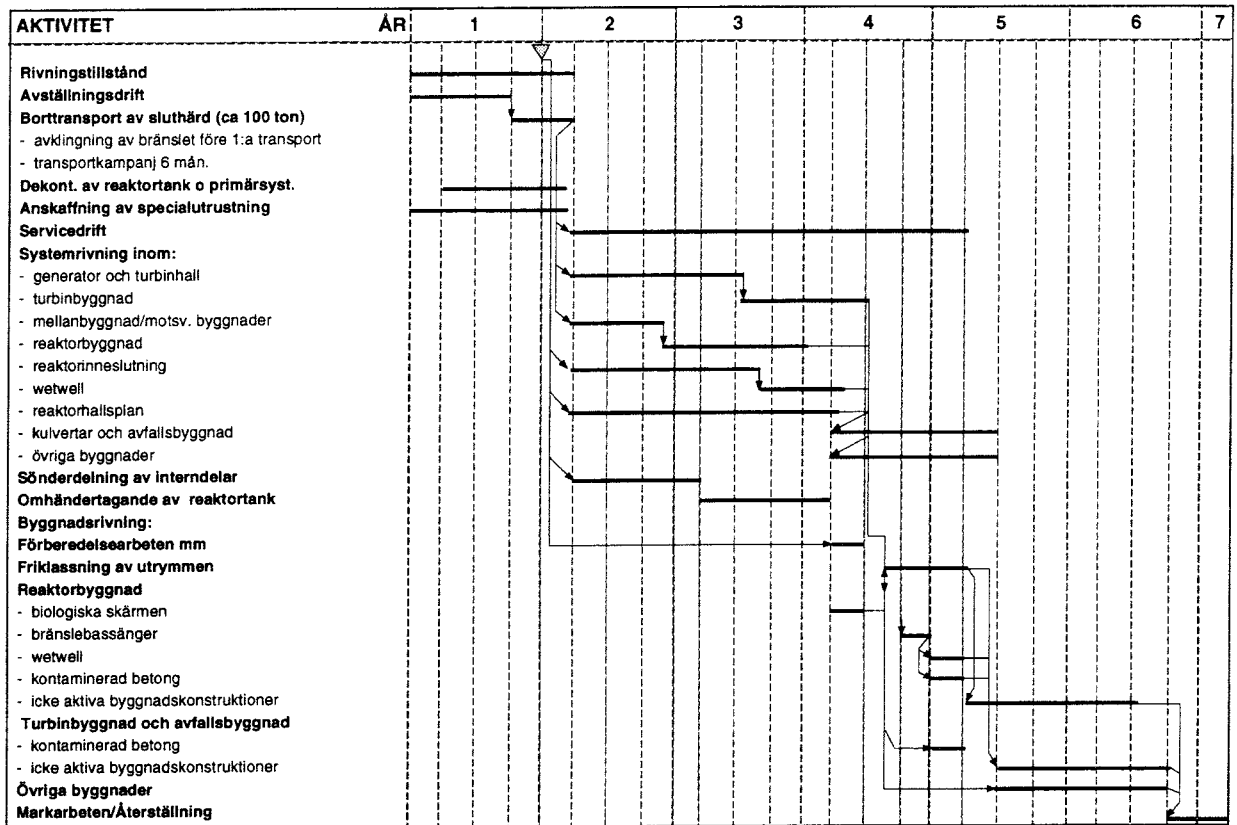 AKTIVITET ÅR 1 2 3 4 5 6 7
Rivningstillstånd
Avställningsdrift
Borttransport av sluthärd (ca 100 ton)
- avklingning av bränslet före 1:a transport
- transportkampanj 6 mån.
Dekont. av reaktortank o primärsyst.
Anskaffning av specialutrustning
Servicedrift
Systemrivning inom:
- generator och turbinhall
- turbinbyggnad
- mellanbyggnad/motsv. byggnader
- reaktorbyggnad
- reaktorinneslutning
- wetwell
- reaktorhallsplan
- kulvertar och avfallsbyggnad
- övriga byggnader
Sönderdelning av interndelar
Omhändertagande av reaktortank
Byggnadsrivning:
Förberedelsearbeten mm
Friklassning av utrymmen
Reaktorbyggnad
- biologiska skärmen
- bränslebassänger
- wetwell
- kontaminerad betong
- icke aktiva byggnadskonstruktioner
Turbinbyggnad och avfallsbyggnad
- kontaminerad betong
- icke aktiva byggnadskonstruktioner
Övriga byggnader
Markarbeten/Återställning